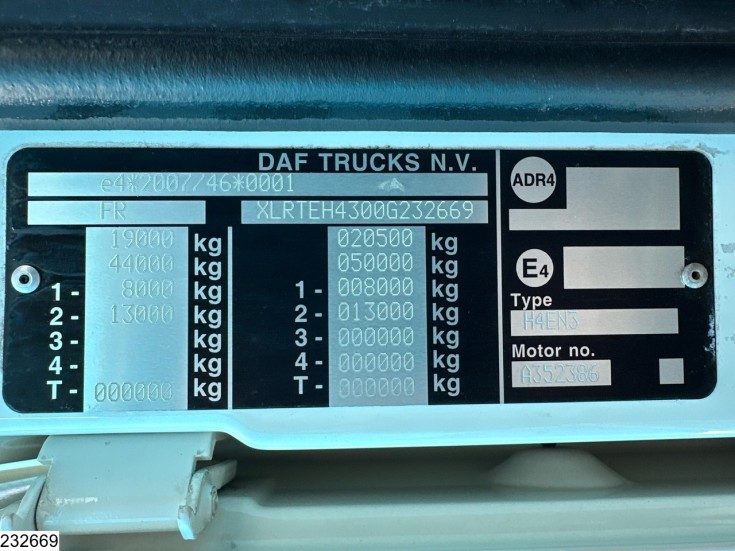 DAF TRUCKS N.V.
e4*2007/46*0001
FR XLRTEH4300G232669
19000 kg 020500 kg
44000 kg 050000 kg
1- 8000 kg 1- 008000 kg
2- 13000 kg 2- 013000 kg
3- kg 3- 000000 kg
4- kg 4- 000000 kg
T- 000000 kg T- 000000 kg
ADR4
E4
Type
H4EN3
Motor no.
A352386
232669